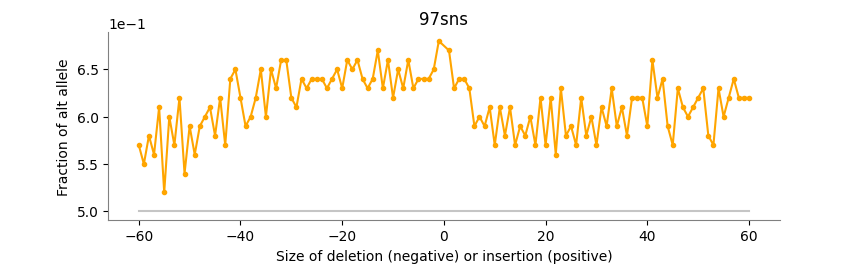 97sns
1e−1
6.5
6.0
5.5
5.0
Fraction of alt allele
−60 −40 −20 0 20 40 60
Size of deletion (negative) or insertion (positive)